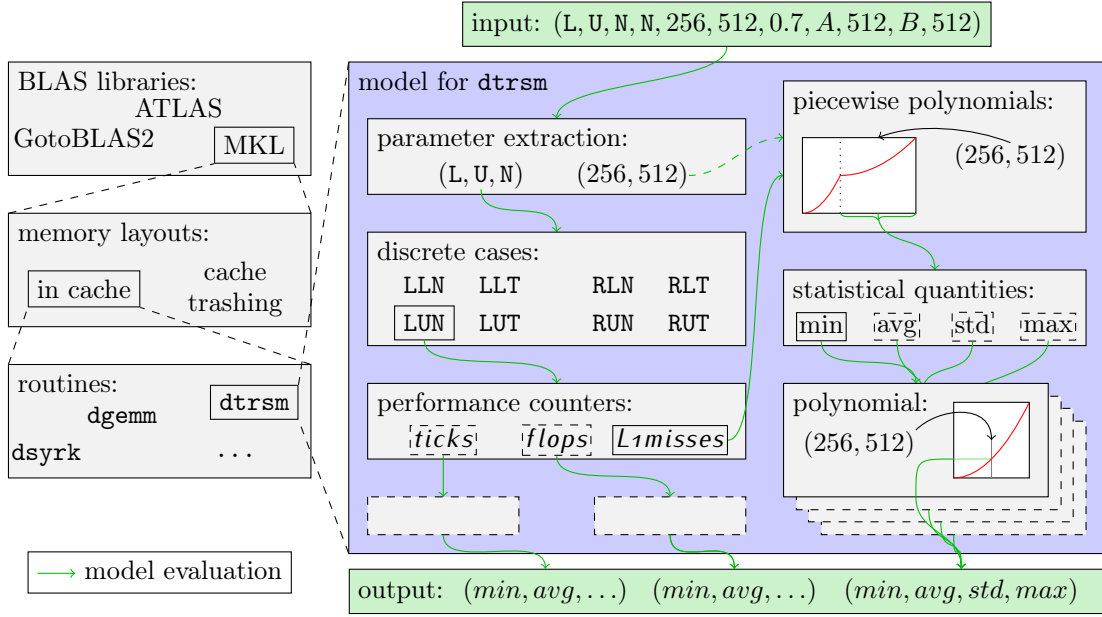 input: (L, U, N, N, 256, 512, 0.7, A, 512, B, 512)
BLAS libraries:
ATLAS
GotoBLAS2
MKL
memory layouts:
in cache
cache
trashing
routines:
dgemm
dtrsm
dsyrk
...
model evaluation
model for dtrsm
parameter extraction:
(L, U, N) (256, 512)
discrete cases:
LLN LLT RLN RLT
LUN LUT RUN RUT
performance counters:
ticks flops L1misses
piecewise polynomials:
(256, 512)
statistical quantities:
min avg std max
polynomial:
(256, 512)
output: (min, avg, ...) (min, avg, ...) (min, avg, std, max)